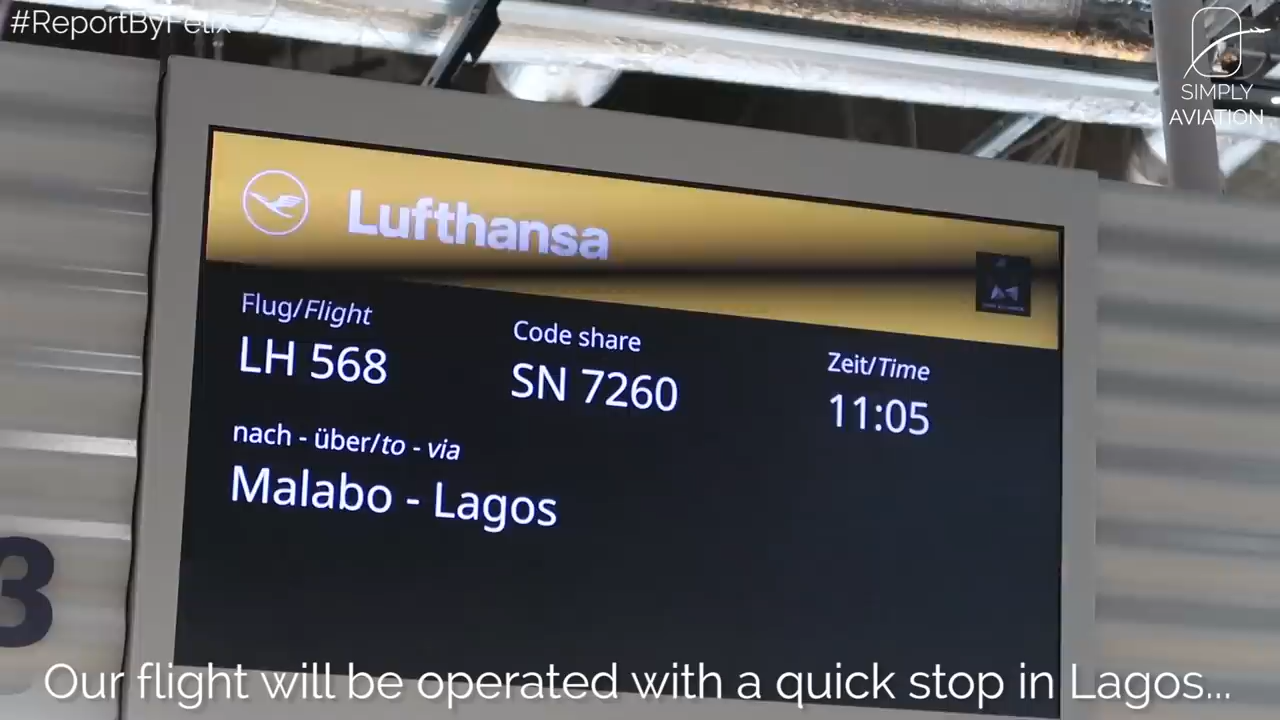 #ReportByFelix
SIMPLY
AVIATION
Lufthansa
Flug/Flight
LH 568
Code share
SN 7260
Zeit/Time
11:05
nach - über/to - via
Malabo - Lagos
3
Our flight will be operated with a quick stop in Lagos...